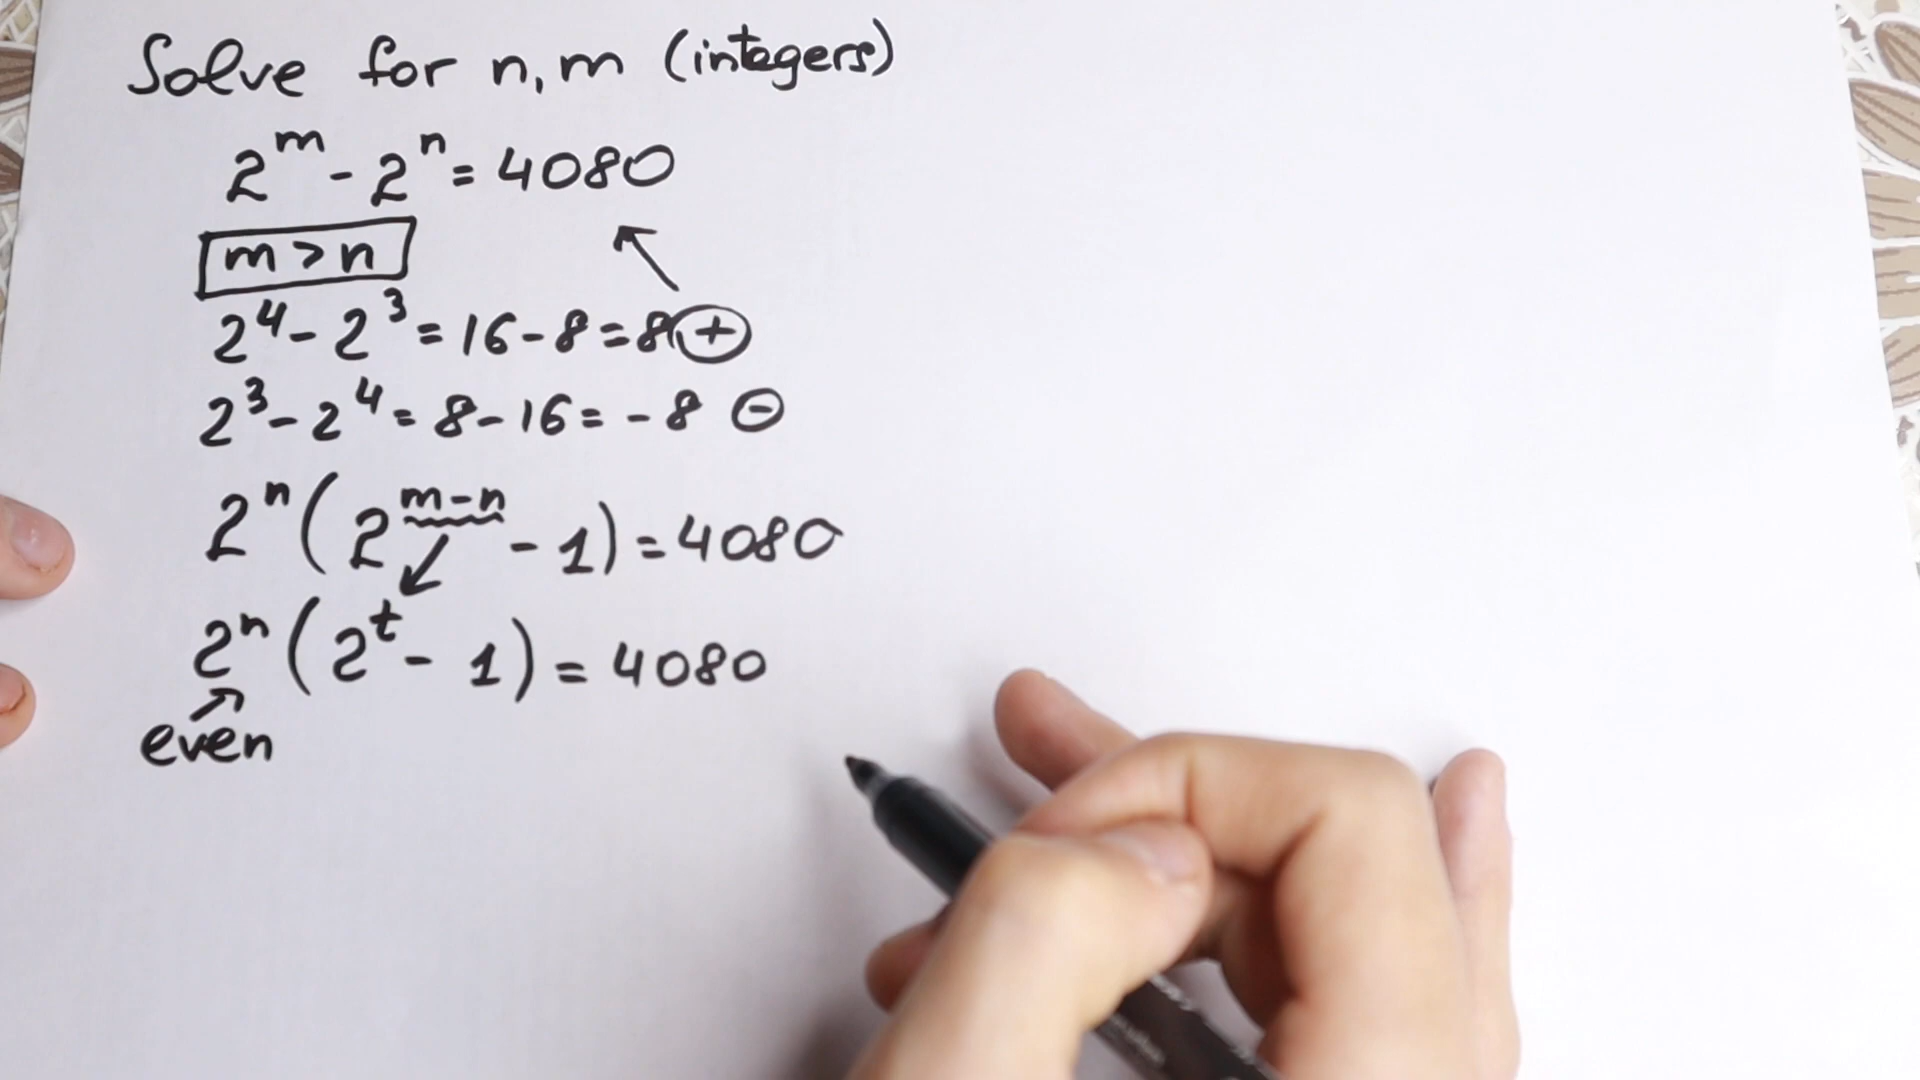 Solve for n, m (integers)
2^m - 2^n = 4080
m > n
2^4 - 2^3 = 16 - 8 = 8 +
2^3 - 2^4 = 8 - 16 = - 8 -
2^n (2^{m-n} - 1) = 4080
2^n (2^t - 1) = 4080
even